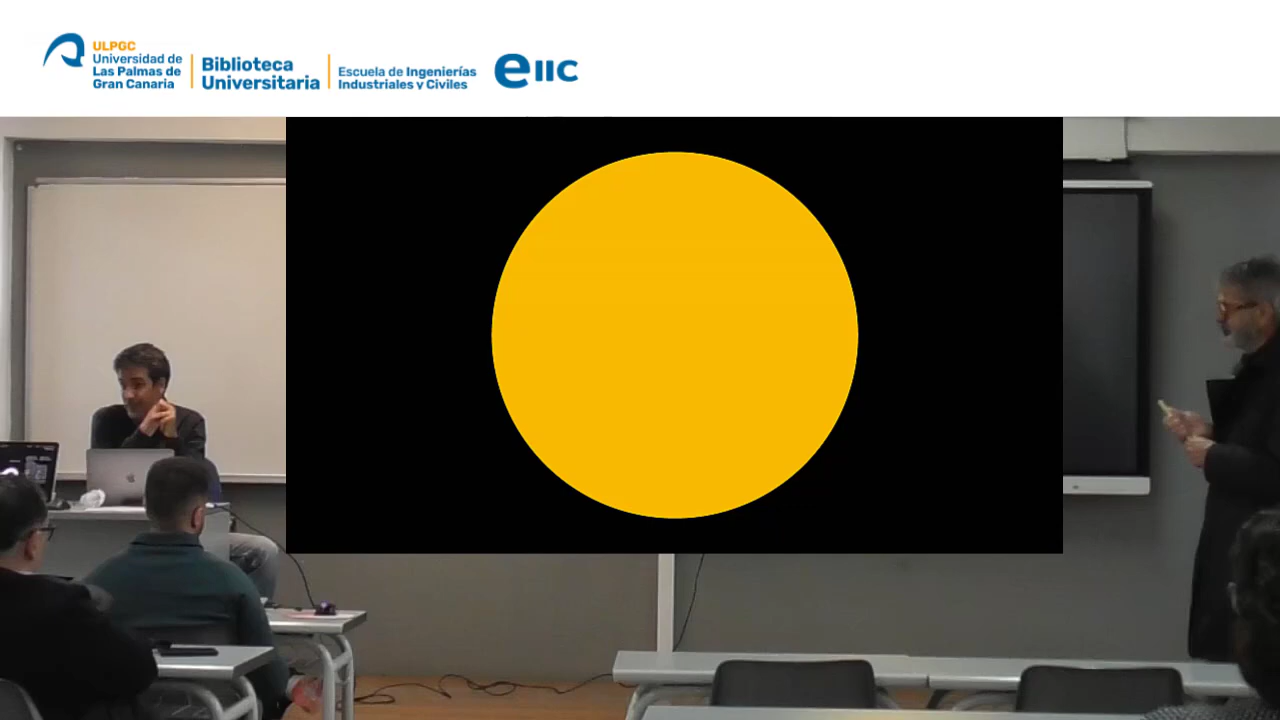 ULPGC
Universidad de
Las Palmas de
Gran Canaria
Biblioteca
Universitaria
Escuela de Ingenierías
Industriales y Civiles
eiic